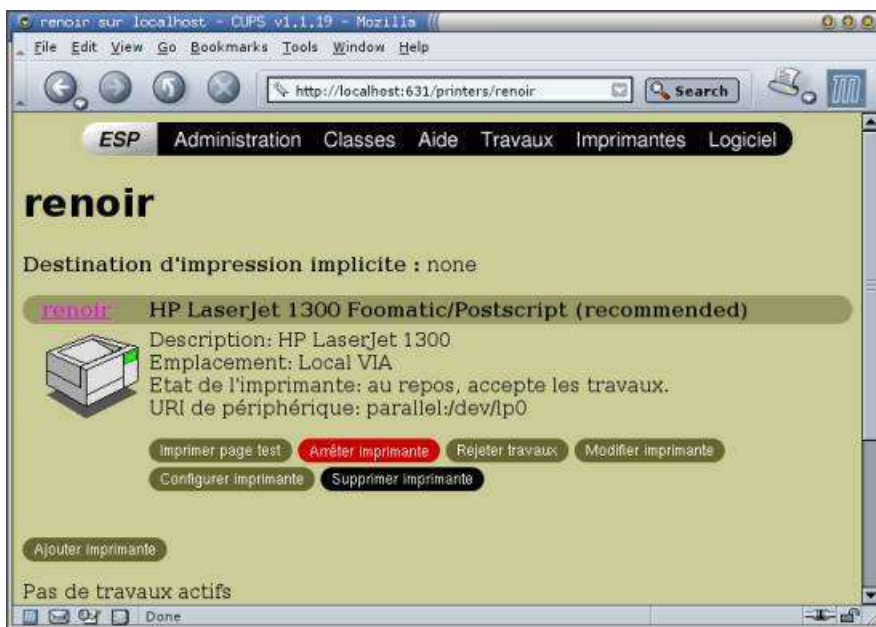 renoir sur localhost - CUPS v1.1.19 - Mozilla
File Edit View Go Bookmarks Tools Window Help
http://localhost:631/printers/renoir Search
ESP Administration Classes Aide Travaux Imprimantes Logiciel
renoir
Destination d'impression implicite : none
renoir HP LaserJet 1300 Foomatic/Postscript (recommended)
Description: HP LaserJet 1300
Emplacement: Local VIA
Etat de l'imprimante: au repos, accepte les travaux.
URI de périphérique: parallel:/dev/lp0
Imprimer page test Arrêter imprimante Réjeter travaux Modifier imprimante
Configurer imprimante Supprimer imprimante
Ajouter imprimante
Pas de travaux actifs
Done